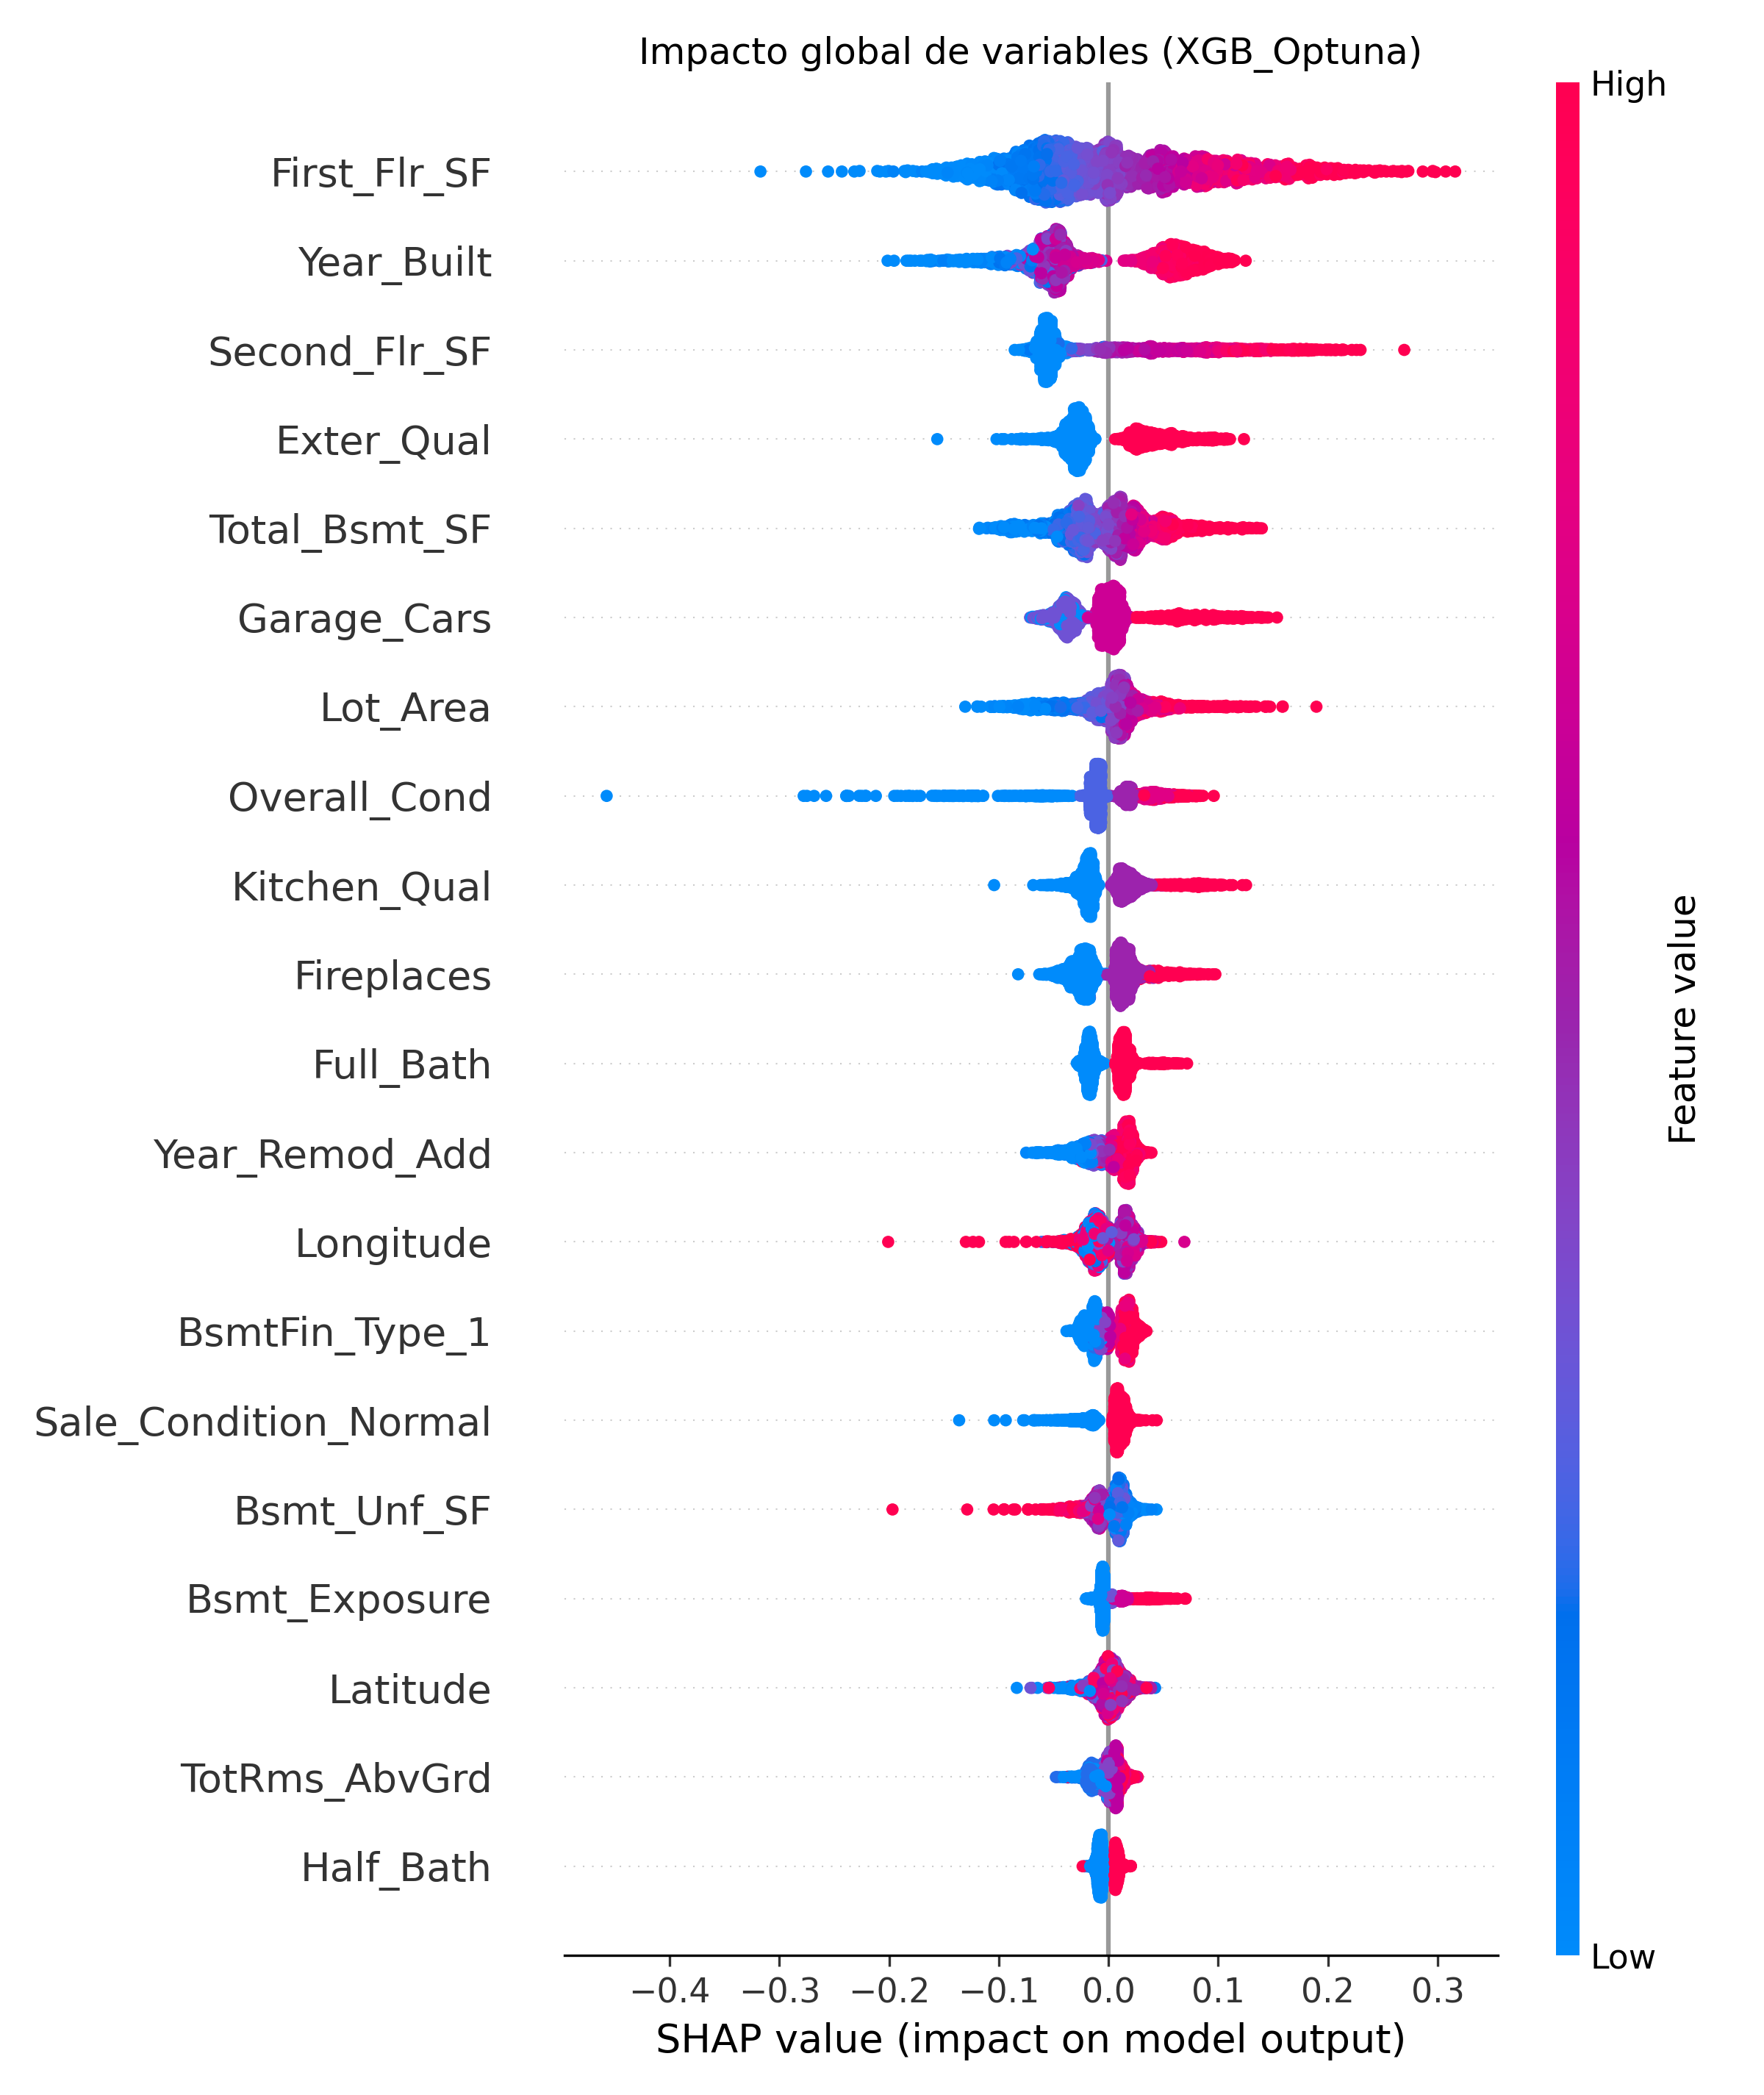 Impacto global de variables (XGB_Optuna)
High
First_Flr_SF
Year_Built
Second_Flr_SF
Exter_Qual
Total_Bsmt_SF
Garage_Cars
Lot_Area
Overall_Cond
Kitchen_Qual
Fireplaces
Full_Bath
Year_Remod_Add
Longitude
BsmtFin_Type_1
Sale_Condition_Normal
Bsmt_Unf_SF
Bsmt_Exposure
Latitude
TotRms_AbvGrd
Half_Bath
Feature value
Low
−0.4 −0.3 −0.2 −0.1 0.0 0.1 0.2 0.3
SHAP value (impact on model output)